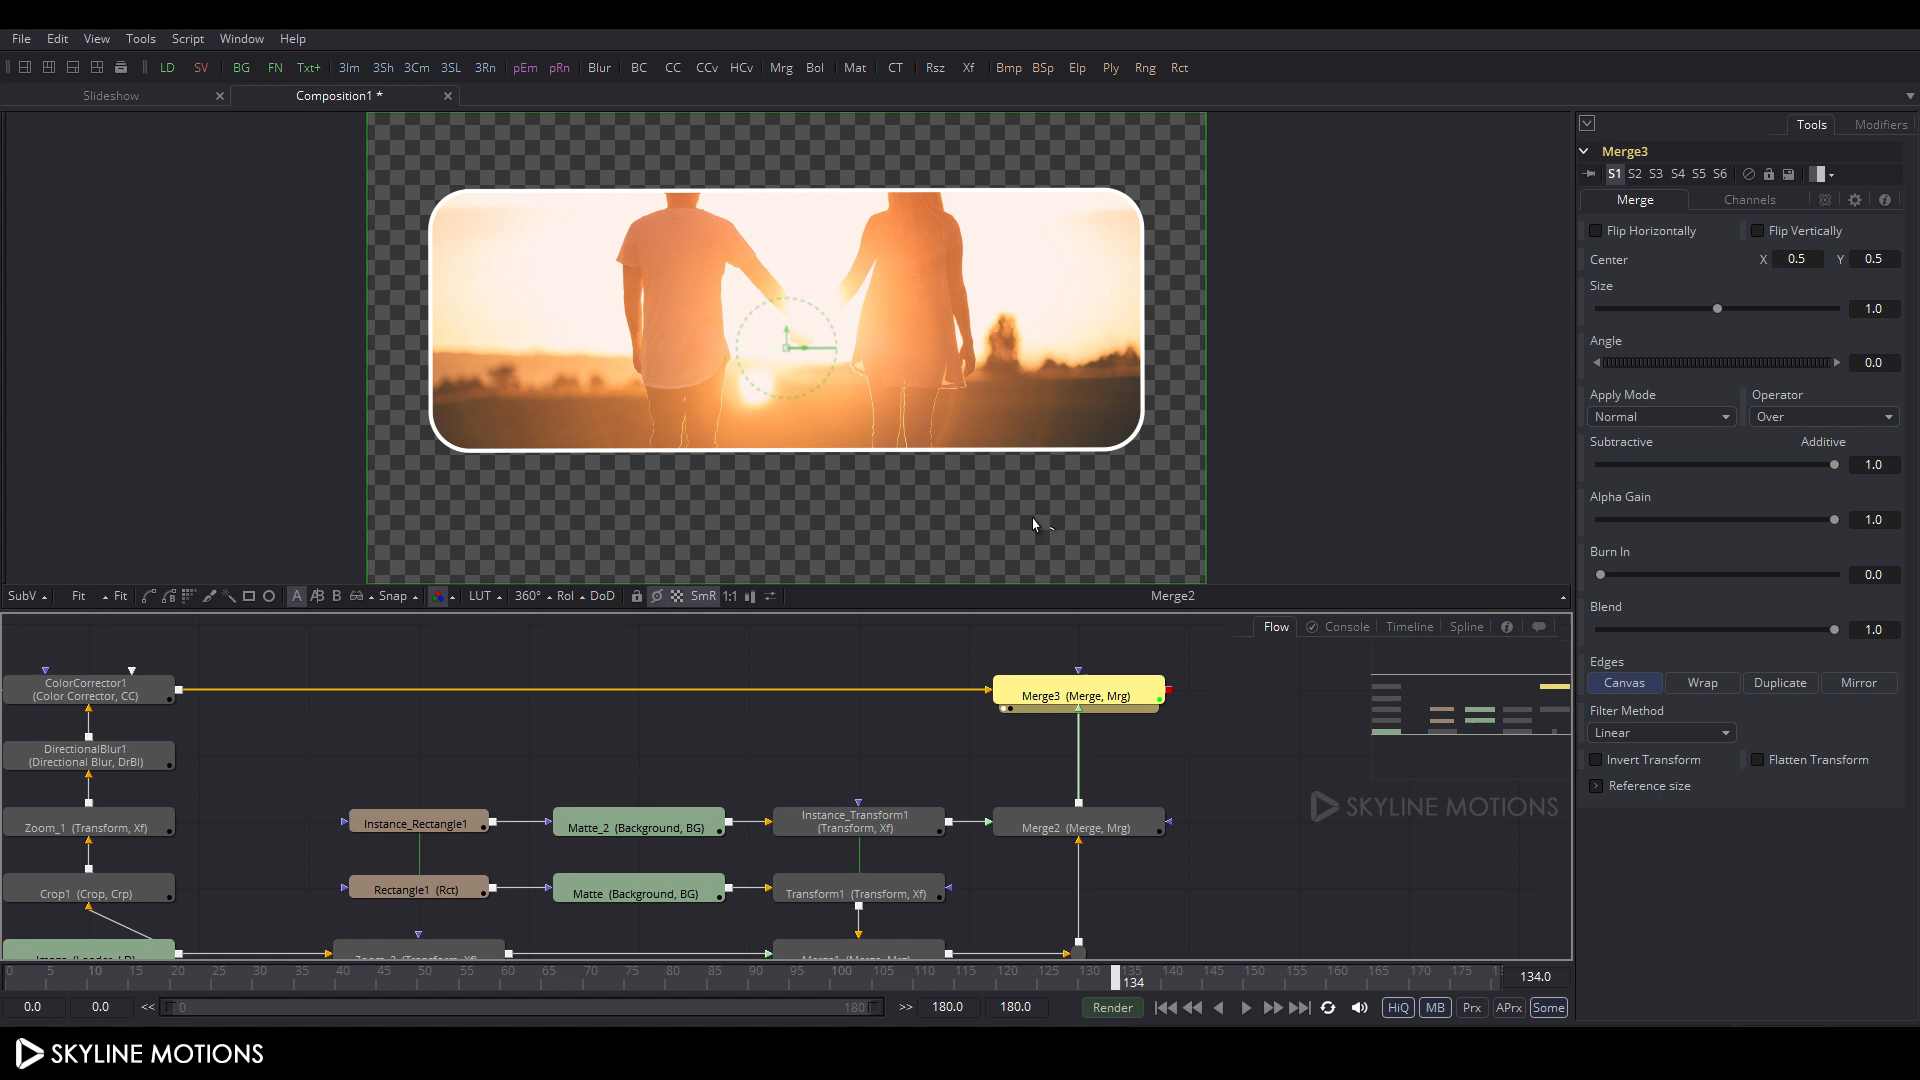 File Edit View Tools Script Window Help
LD SV BG FN Txt+ 3Im 3Sh 3Cm 3SL 3Rn pEm pRn Blur BC CC CCv HCv Mrg Bol Mat CT Rsz Xf Bmp BSp Elp Ply Rng Rct
Slideshow Composition1 *
Tools Modifiers
Merge3
S1 S2 S3 S4 S5 S6
Merge Channels
Flip Horizontally Flip Vertically
Center X 0.5 Y 0.5
Size
1.0
Angle
0.0
Apply Mode Operator
Normal Over
Subtractive Additive
1.0
Alpha Gain
1.0
Burn In
0.0
Blend
1.0
Edges
Canvas Wrap Duplicate Mirror
Filter Method
Linear
Invert Transform Flatten Transform
Reference size
SubV Fit Fit A B Snap LUT 360° RoI DoD SmR 1:1 Merge2
Flow Console Timeline Spline
ColorCorrector1
(Color Corrector, CC)
Merge3 (Merge, Mrg)
DirectionalBlur1
(Directional Blur, DrBl)
Zoom_1 (Transform, Xf)
Instance_Rectangle1
Matte_2 (Background, BG)
Instance_Transform1
(Transform, Xf)
Merge2 (Merge, Mrg)
SKYLINE MOTIONS
Crop1 (Crop, Crp)
Rectangle1 (Rct)
Matte (Background, BG)
Transform1 (Transform, Xf)
0 5 10 15 20 25 30 35 40 45 50 55 60 65 70 75 80 85 90 95 100 105 110 115 120 125 130 135 140 145 150 155 160 165 170 175
134
134.0
0.0 0.0 << 0 180 >> 180.0 180.0 Render HiQ MB Prx APrx Some
SKYLINE MOTIONS